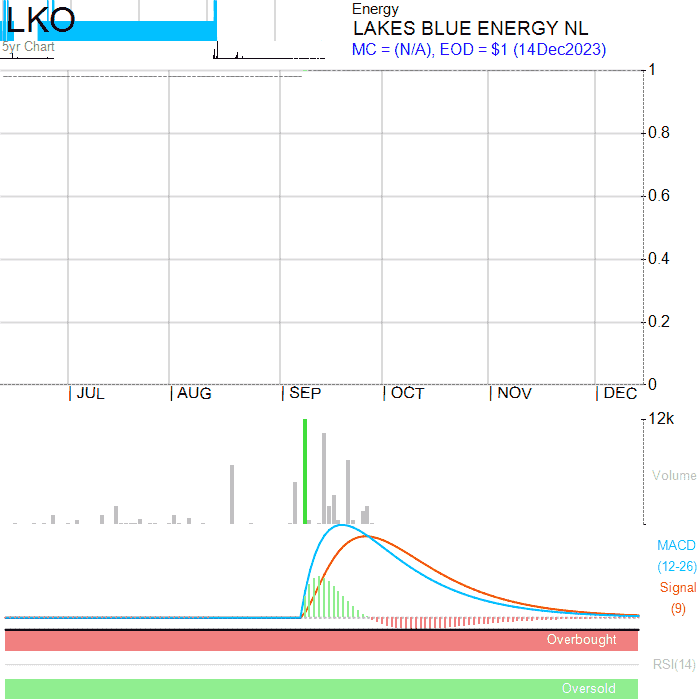 LKO
5yr Chart
Energy
LAKES BLUE ENERGY NL
MC = (N/A), EOD = $1 (14Dec2023)
1
0.8
0.6
0.4
0.2
0
JUL AUG SEP OCT NOV DEC
12k
Volume
MACD
(12-26)
Signal
(9)
Overbought
RSI(14)
Oversold